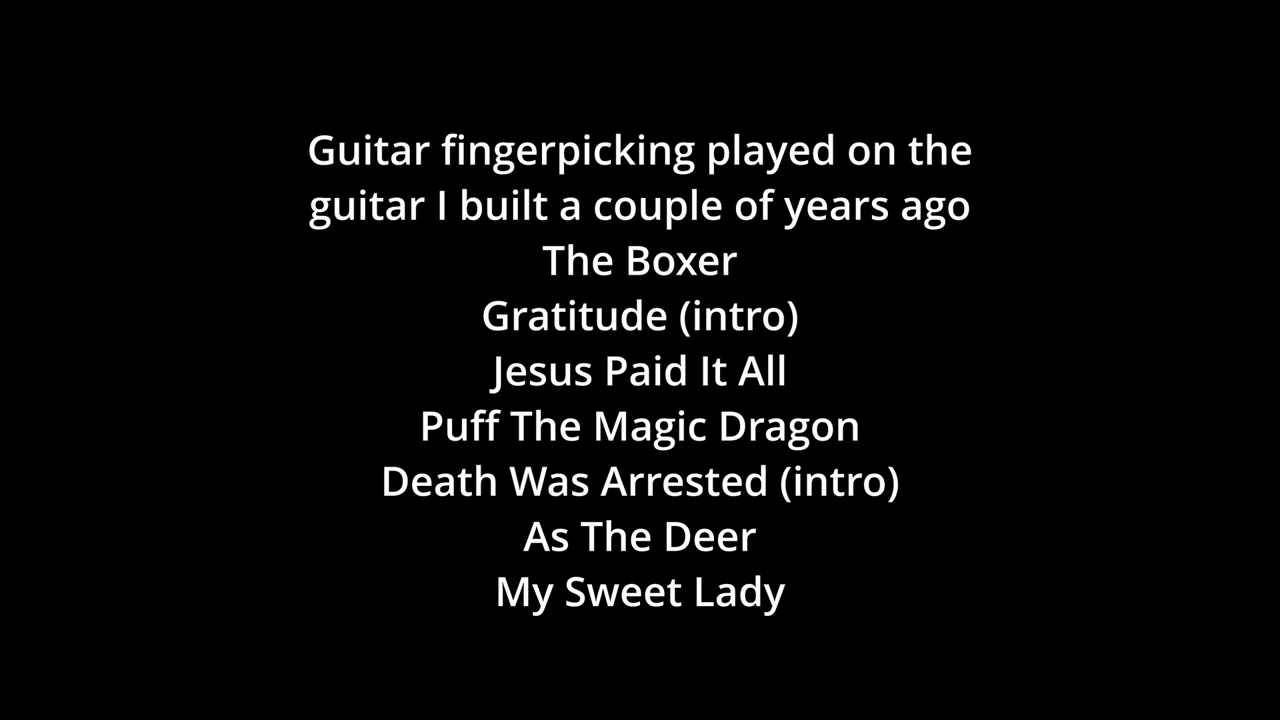 Guitar fingerpicking played on the
guitar I built a couple of years ago
The Boxer
Gratitude (intro)
Jesus Paid It All
Puff The Magic Dragon
Death Was Arrested (intro)
As The Deer
My Sweet Lady